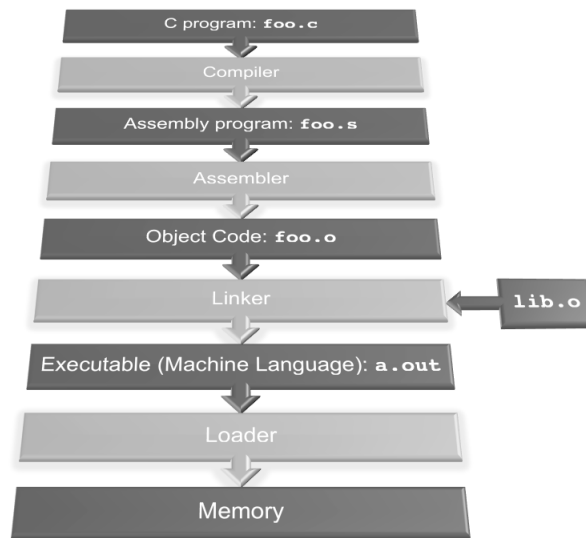 C program: foo.c
Compiler
Assembly program: foo.s
Assembler
Object Code: foo.o
Linker
lib.o
Executable (Machine Language): a.out
Loader
Memory